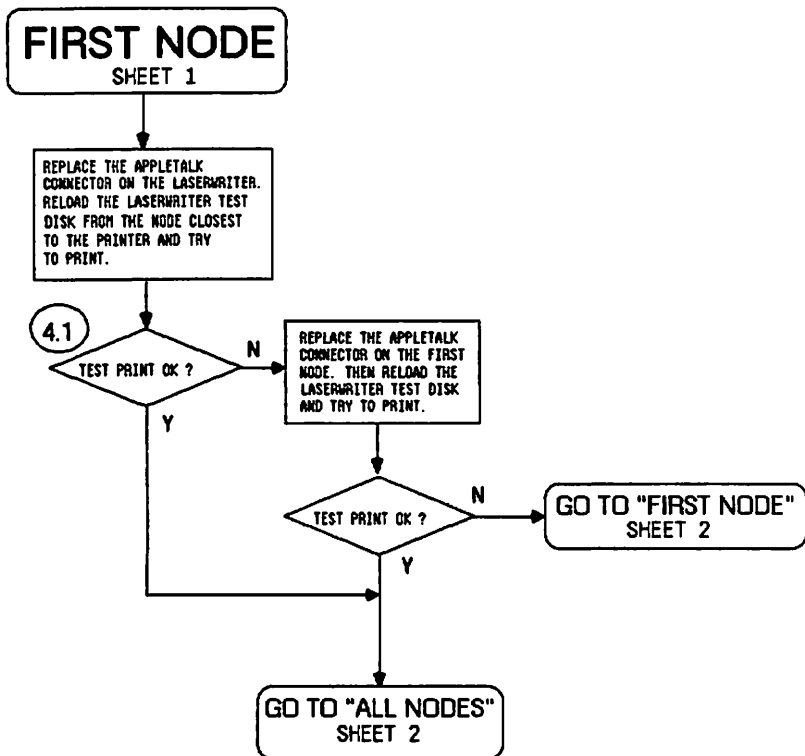 FIRST NODE
SHEET 1
REPLACE THE APPLETALK
CONNECTOR ON THE LASERWRITER.
RELOAD THE LASERWRITER TEST
DISK FROM THE NODE CLOSEST
TO THE PRINTER AND TRY
TO PRINT.
4.1
TEST PRINT OK ?
N
Y
REPLACE THE APPLETALK
CONNECTOR ON THE FIRST
NODE. THEN RELOAD THE
LASERWRITER TEST DISK
AND TRY TO PRINT.
TEST PRINT OK ?
N
Y
GO TO "FIRST NODE"
SHEET 2
GO TO "ALL NODES"
SHEET 2